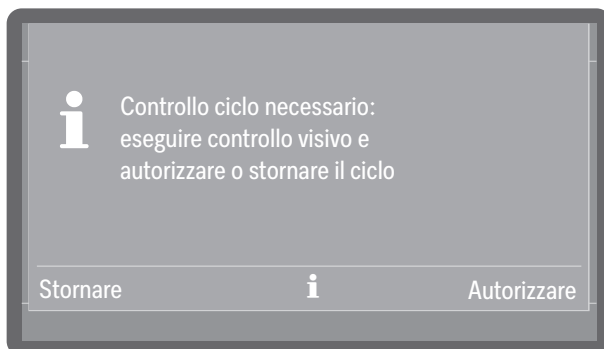 Controllo ciclo necessario:
eseguire controllo visivo e
autorizzare o stornare il ciclo
Stornare i Autorizzare